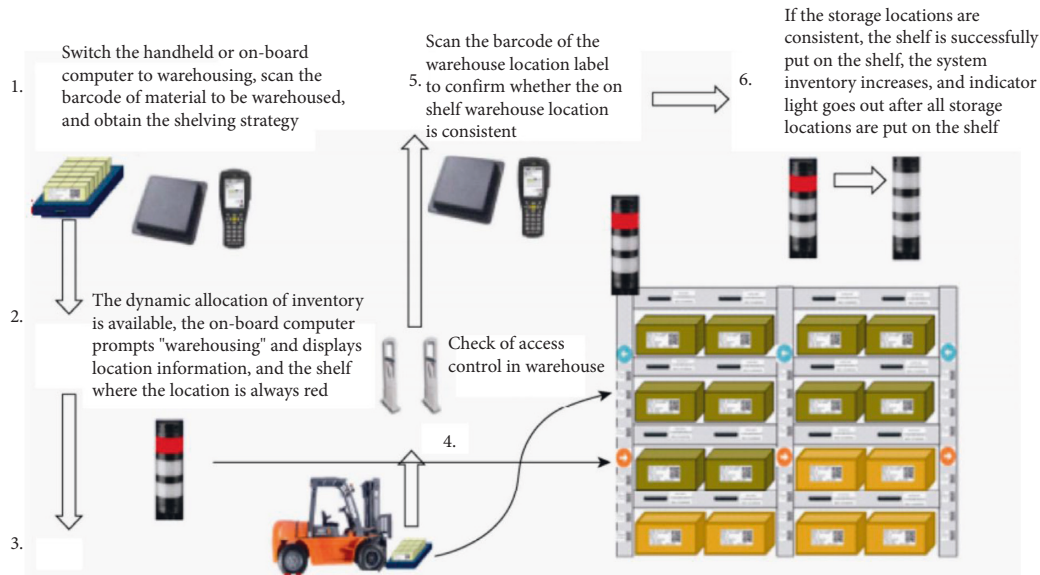 1.
Switch the handheld or on-board
computer to warehousing, scan the
barcode of material to be warehoused,
and obtain the shelving strategy
2.
The dynamic allocation of inventory
is available, the on-board computer
prompts "warehousing" and displays
location information, and the shelf
where the location is always red
3.
4.
Check of access
control in warehouse
5.
Scan the barcode of the
warehouse location label
to confirm whether the on
shelf warehouse location
is consistent
6.
If the storage locations are
consistent, the shelf is successfully
put on the shelf, the system
inventory increases, and indicator
light goes out after all storage
locations are put on the shelf